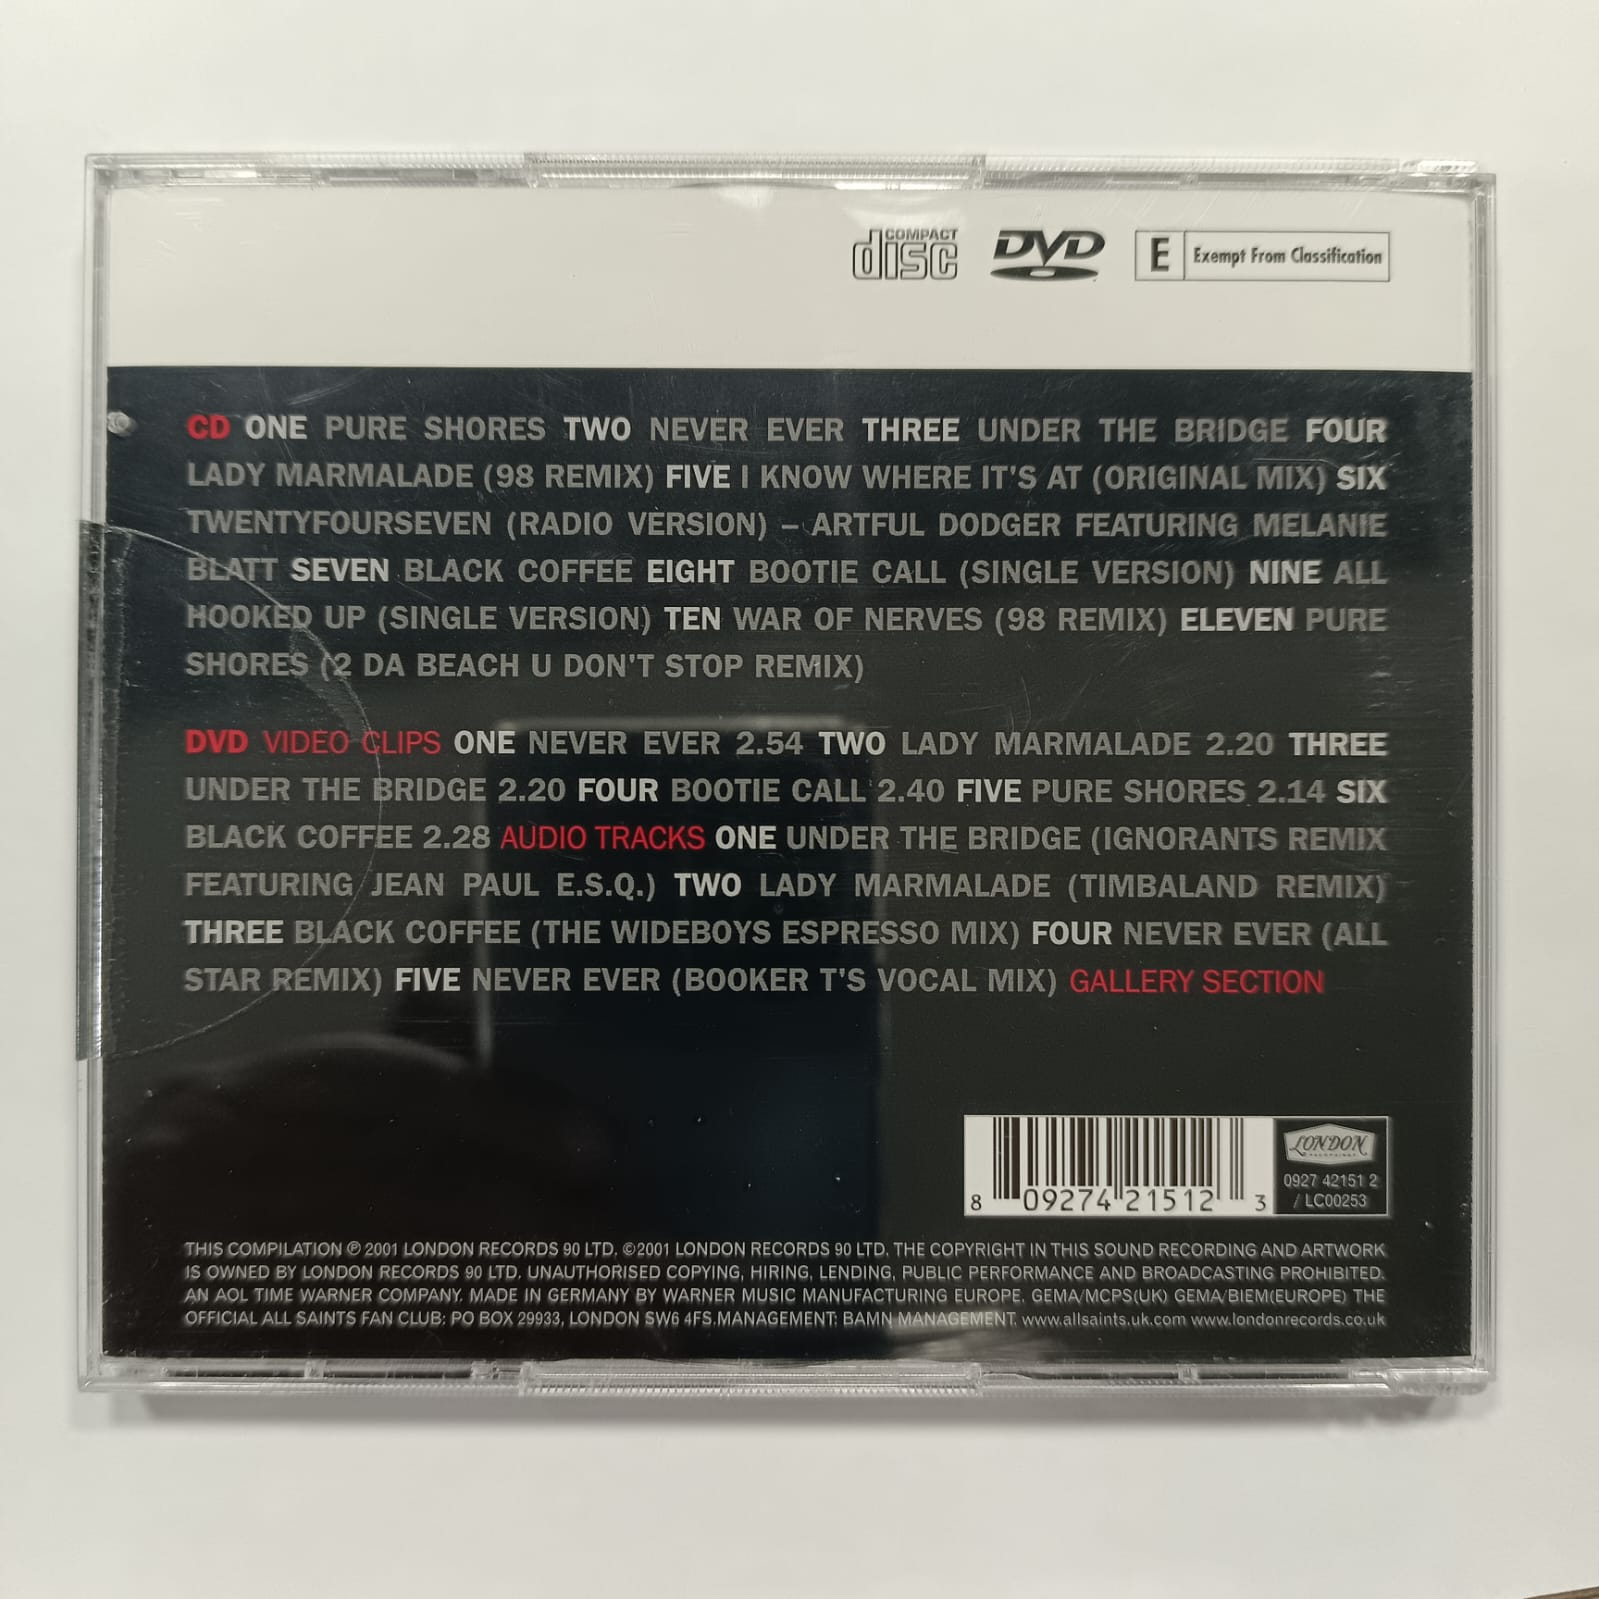 COMPACT
disc
DVD
E Exempt From Classification
CD ONE PURE SHORES TWO NEVER EVER THREE UNDER THE BRIDGE FOUR
LADY MARMALADE (98 REMIX) FIVE I KNOW WHERE IT'S AT (ORIGINAL MIX) SIX
TWENTYFOURSEVEN (RADIO VERSION) – ARTFUL DODGER FEATURING MELANIE
BLATT SEVEN BLACK COFFEE EIGHT BOOTIE CALL (SINGLE VERSION) NINE ALL
HOOKED UP (SINGLE VERSION) TEN WAR OF NERVES (98 REMIX) ELEVEN PURE
SHORES (2 DA BEACH U DON'T STOP REMIX)
DVD VIDEO CLIPS ONE NEVER EVER 2.54 TWO LADY MARMALADE 2.20 THREE
UNDER THE BRIDGE 2.20 FOUR BOOTIE CALL 2.40 FIVE PURE SHORES 2.14 SIX
BLACK COFFEE 2.28 AUDIO TRACKS ONE UNDER THE BRIDGE (IGNORANTS REMIX
FEATURING JEAN PAUL E.S.Q.) TWO LADY MARMALADE (TIMBALAND REMIX)
THREE BLACK COFFEE (THE WIDEBOYS ESPRESSO MIX) FOUR NEVER EVER (ALL
STAR REMIX) FIVE NEVER EVER (BOOKER T'S VOCAL MIX) GALLERY SECTION
LONDON
RECORDINGS
0927 42151 2
/ LC00253
8 09274 21512 3
THIS COMPILATION ℗ 2001 LONDON RECORDS 90 LTD. ©2001 LONDON RECORDS 90 LTD. THE COPYRIGHT IN THIS SOUND RECORDING AND ARTWORK
IS OWNED BY LONDON RECORDS 90 LTD. UNAUTHORISED COPYING, HIRING, LENDING, PUBLIC PERFORMANCE AND BROADCASTING PROHIBITED.
AN AOL TIME WARNER COMPANY. MADE IN GERMANY BY WARNER MUSIC MANUFACTURING EUROPE. GEMA/MCPS(UK) GEMA/BIEM(EUROPE) THE
OFFICIAL ALL SAINTS FAN CLUB: PO BOX 29933, LONDON SW6 4FS.MANAGEMENT: BAMN MANAGEMENT. www.allsaints.uk.com www.londonrecords.co.uk